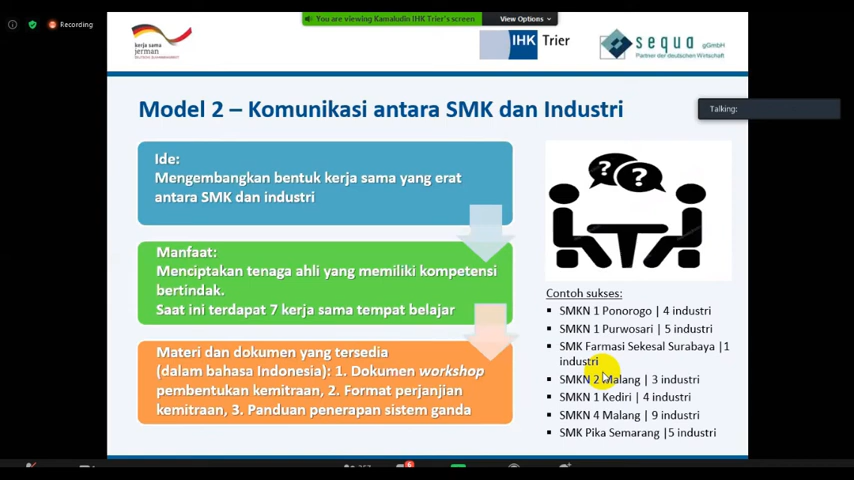 Recording
You are viewing Kamaludin IHK Trier's screen
View Options
kerja sama
jerman
IHK Trier
sequa gGmbH
Partner der deutschen Wirtschaft
Talking:
Model 2 – Komunikasi antara SMK dan Industri
Ide:
Mengembangkan bentuk kerja sama yang erat
antara SMK dan industri
Manfaat:
Menciptakan tenaga ahli yang memiliki kompetensi
bertindak.
Saat ini terdapat 7 kerja sama tempat belajar
Materi dan dokumen yang tersedia
(dalam bahasa Indonesia): 1. Dokumen workshop
pembentukan kemitraan, 2. Format perjanjian
kemitraan, 3. Panduan penerapan sistem ganda
??
Contoh sukses:
▪ SMKN 1 Ponorogo | 4 industri
▪ SMKN 1 Purwosari | 5 industri
▪ SMK Farmasi Sekesal Surabaya |1
industri
▪ SMKN 2 Malang | 3 industri
▪ SMKN 1 Kediri | 4 industri
▪ SMKN 4 Malang | 9 industri
▪ SMK Pika Semarang |5 industri